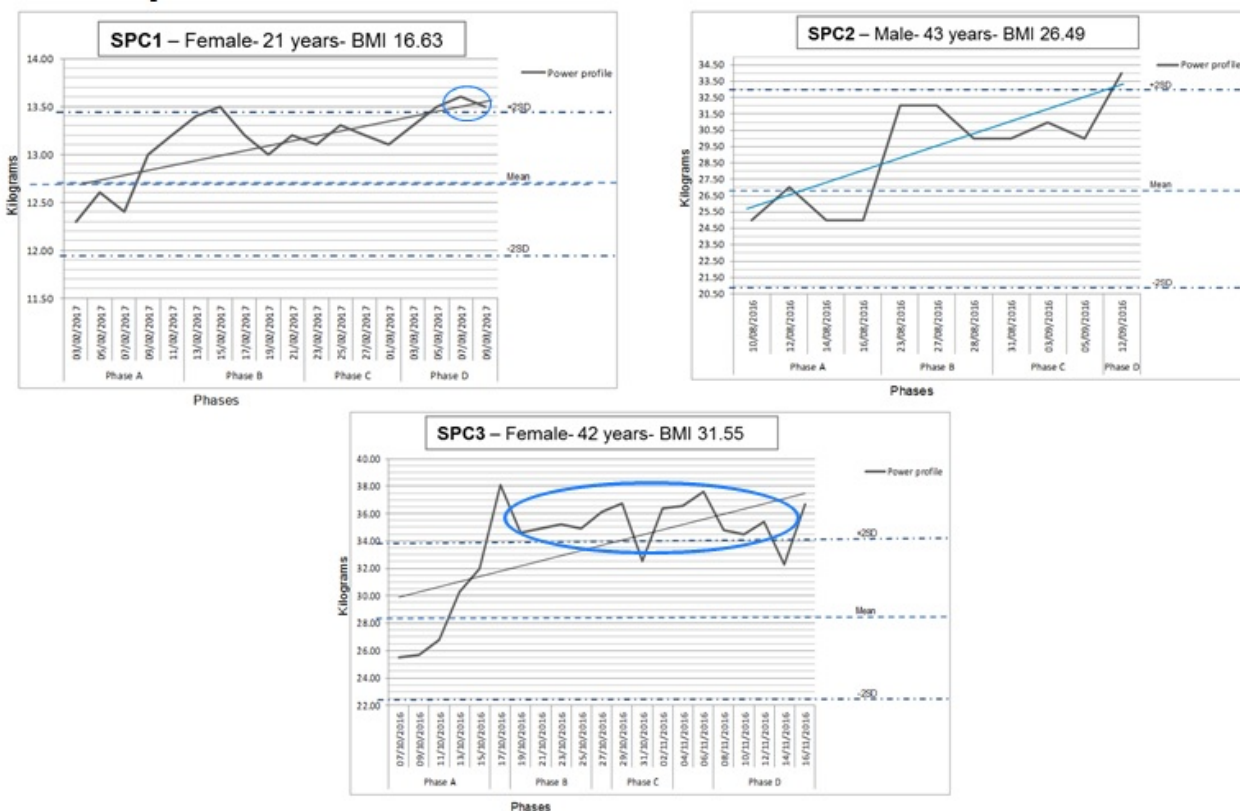 SPC1 – Female- 21 years- BMI 16.63
14.00
13.50
13.00
12.50
12.00
11.50
Kilograms
Power profile
+2SD
Mean
-2SD
03/02/2017
05/02/2017
07/02/2017
09/02/2017
11/02/2017
13/02/2017
15/02/2017
17/02/2017
19/02/2017
21/02/2017
23/02/2017
25/02/2017
27/02/2017
01/03/2017
03/03/2017
05/03/2017
07/03/2017
09/03/2017
Phase A
Phase B
Phase C
Phase D
Phases
SPC2 – Male- 43 years- BMI 26.49
34.50
33.50
32.50
31.50
30.50
29.50
28.50
27.50
26.50
25.50
24.50
23.50
22.50
21.50
20.50
Kilograms
Power profile
+2SD
Mean
-2SD
10/08/2016
12/08/2016
14/08/2016
16/08/2016
23/08/2016
27/08/2016
28/08/2016
31/08/2016
03/09/2016
05/09/2016
12/09/2016
Phase A
Phase B
Phase C
Phase D
Phases
SPC3 – Female- 42 years- BMI 31.55
40.00
38.00
36.00
34.00
32.00
30.00
28.00
26.00
24.00
22.00
Kilograms
Power profile
+2SD
Mean
-2SD
07/10/2016
09/10/2016
11/10/2016
13/10/2016
15/10/2016
17/10/2016
19/10/2016
21/10/2016
23/10/2016
25/10/2016
27/10/2016
29/10/2016
31/10/2016
02/11/2016
04/11/2016
06/11/2016
08/11/2016
10/11/2016
12/11/2016
14/11/2016
16/11/2016
Phase A
Phase B
Phase C
Phase D
Phases